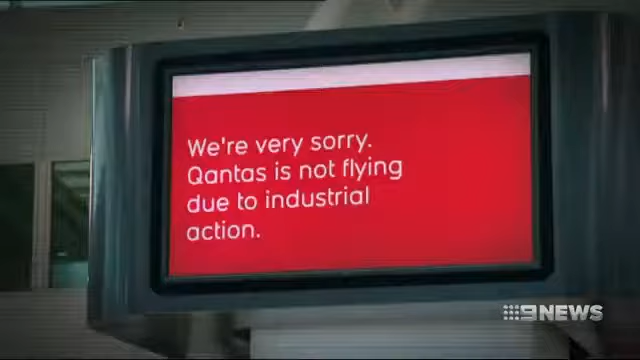 We're very sorry.
Qantas is not flying
due to industrial
action.
9NEWS